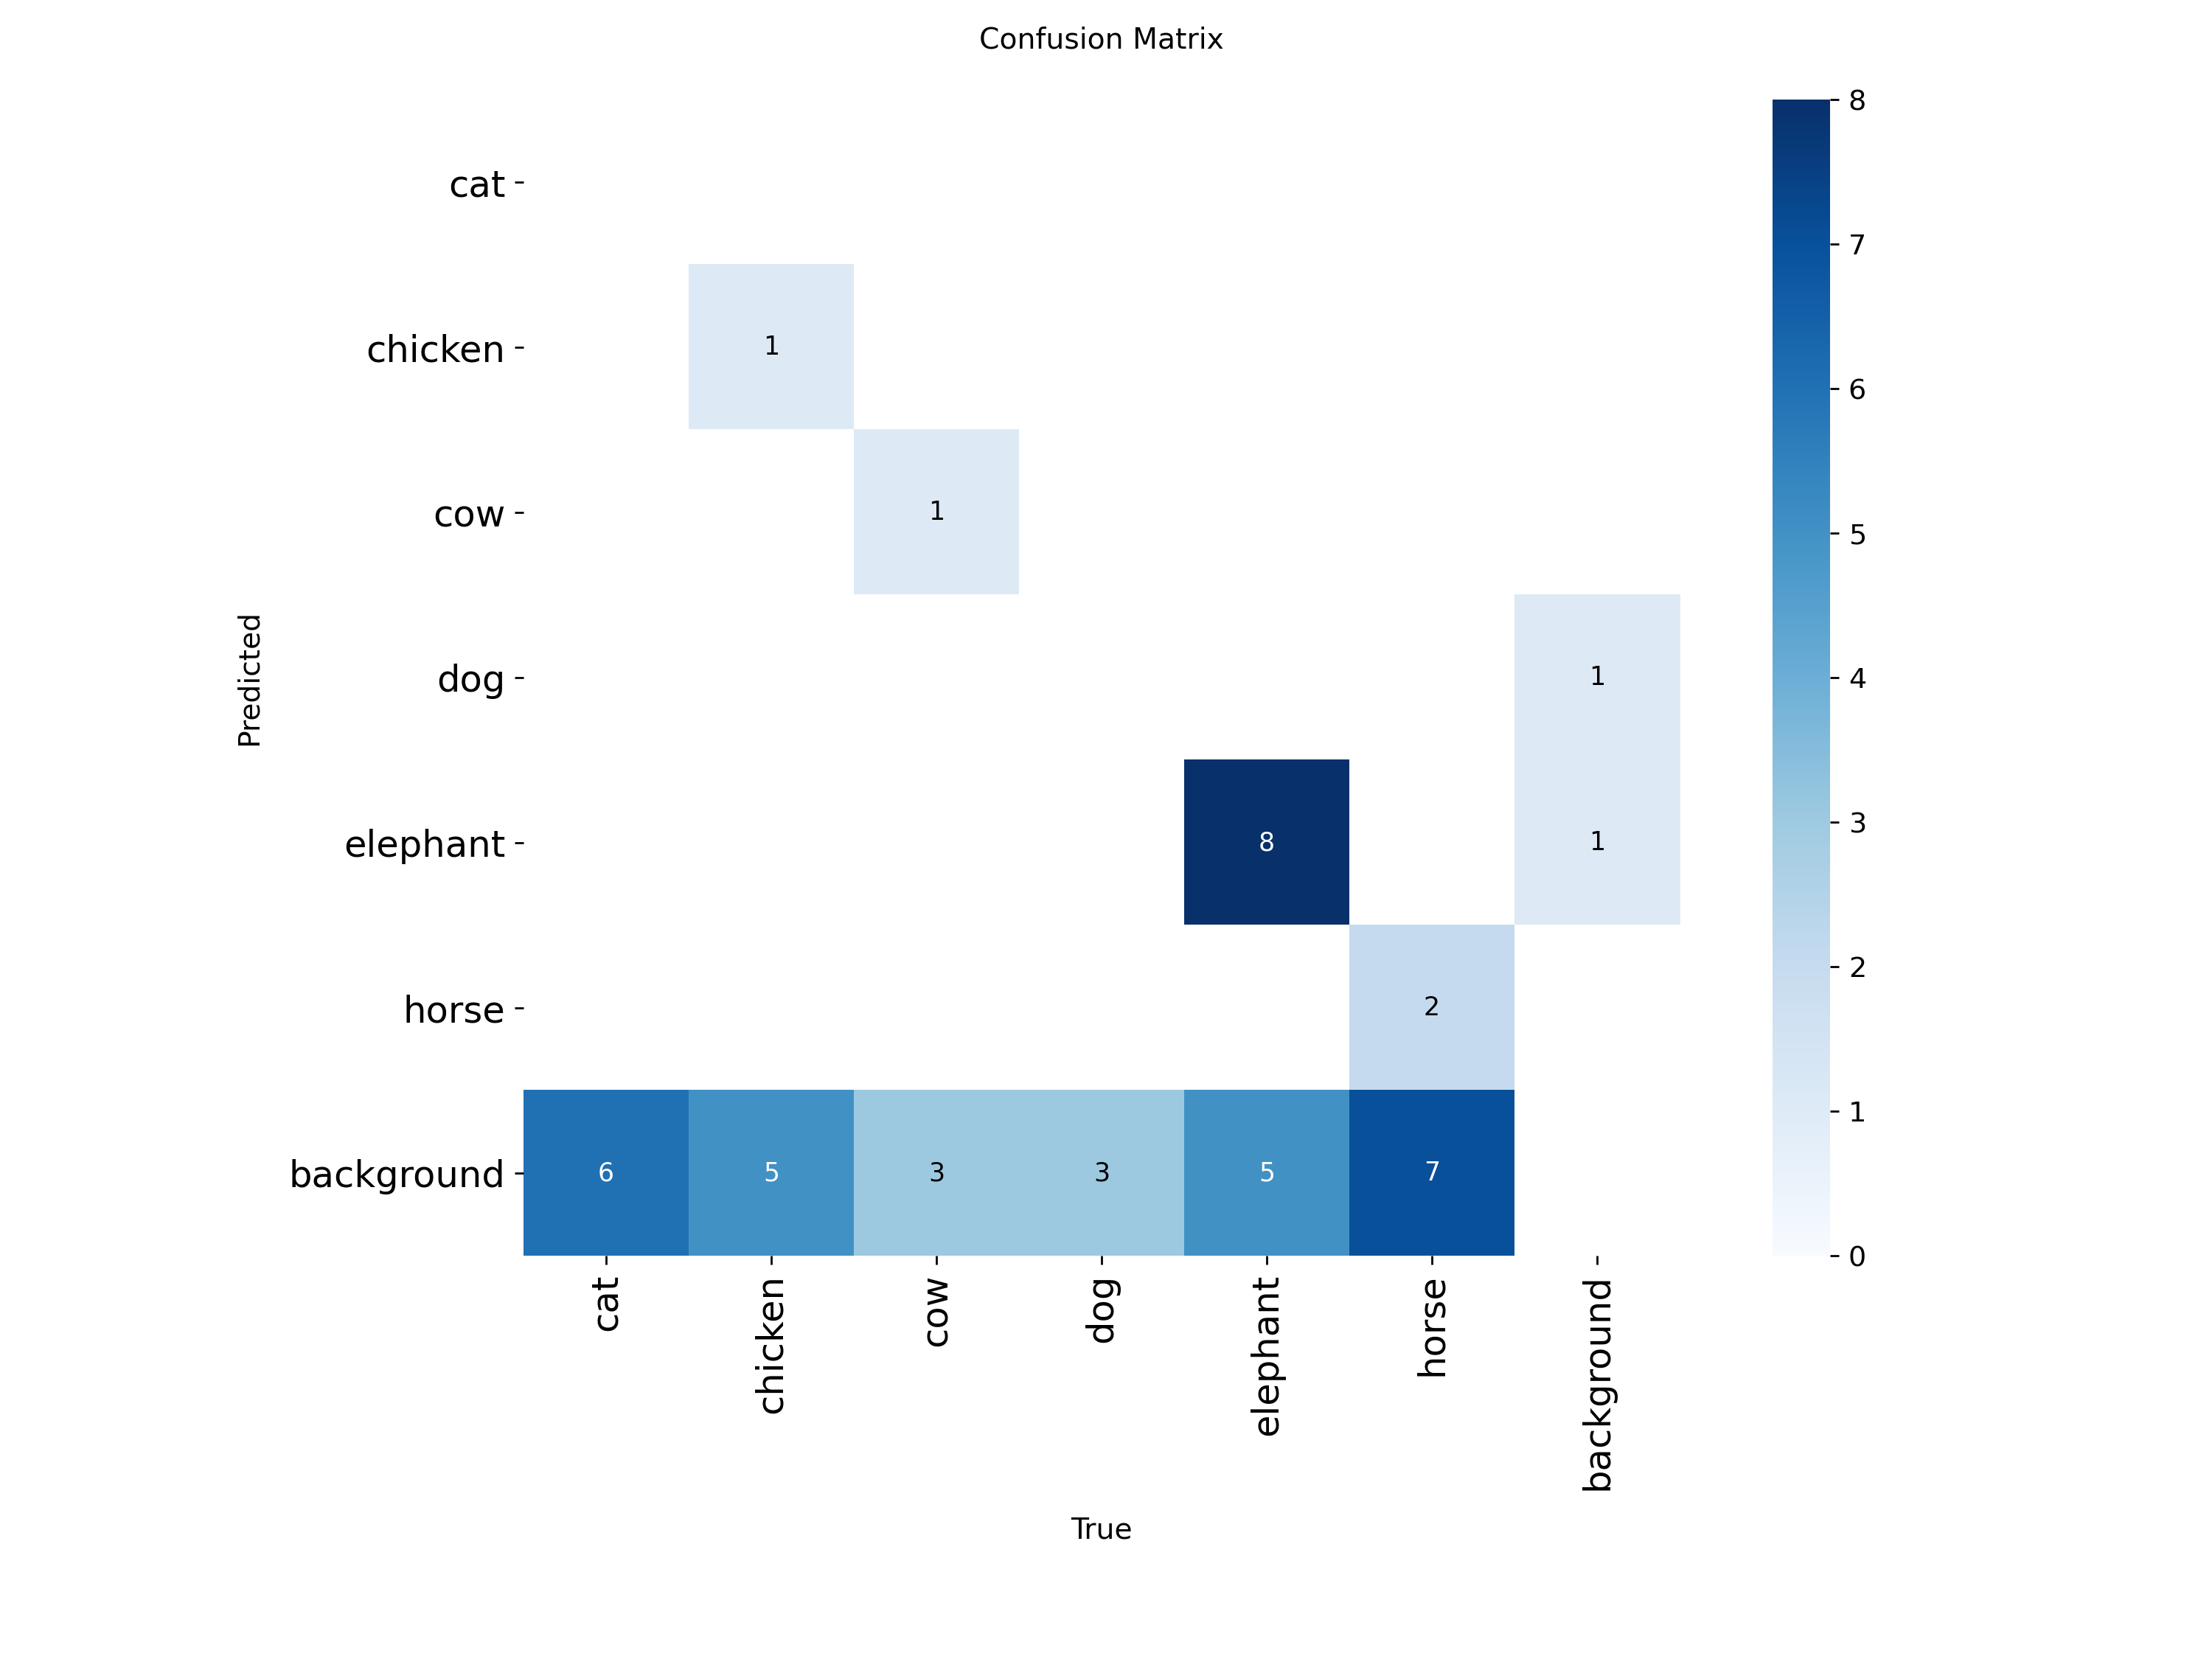 Confusion Matrix
cat
chicken 1
cow 1
dog 1
elephant 8 1
horse 2
background 6 5 3 3 5 7
cat chicken cow dog elephant horse background
Predicted
True
8
7
6
5
4
3
2
1
0